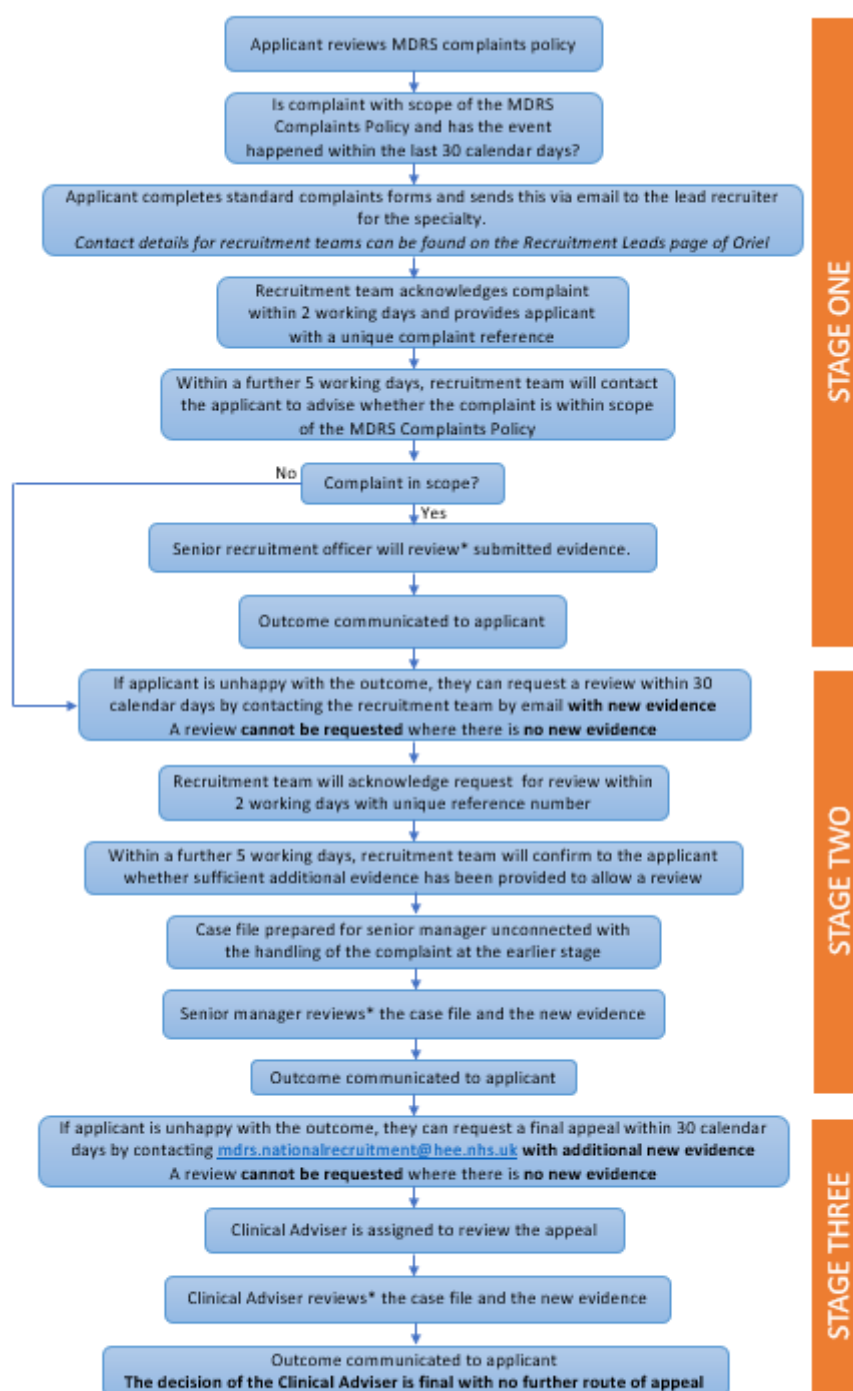 Applicant reviews MDRS complaints policy
Is complaint with scope of the MDRS
Complaints Policy and has the event
happened within the last 30 calendar days?
Applicant completes standard complaints forms and sends this via email to the lead recruiter
for the specialty.
Contact details for recruitment teams can be found on the Recruitment Leads page of Oriel
Recruitment team acknowledges complaint
within 2 working days and provides applicant
with a unique complaint reference
Within a further 5 working days, recruitment team will contact
the applicant to advise whether the complaint is within scope
of the MDRS Complaints Policy
No
Complaint in scope?
Yes
Senior recruitment officer will review* submitted evidence.
Outcome communicated to applicant
STAGE ONE
If applicant is unhappy with the outcome, they can request a review within 30
calendar days by contacting the recruitment team by email with new evidence
A review cannot be requested where there is no new evidence
Recruitment team will acknowledge request for review within
2 working days with unique reference number
Within a further 5 working days, recruitment team will confirm to the applicant
whether sufficient additional evidence has been provided to allow a review
Case file prepared for senior manager unconnected with
the handling of the complaint at the earlier stage
Senior manager reviews* the case file and the new evidence
Outcome communicated to applicant
STAGE TWO
If applicant is unhappy with the outcome, they can request a final appeal within 30 calendar
days by contacting mdrs.nationalrecruitment@hee.nhs.uk with additional new evidence
A review cannot be requested where there is no new evidence
Clinical Adviser is assigned to review the appeal
Clinical Adviser reviews* the case file and the new evidence
Outcome communicated to applicant
The decision of the Clinical Adviser is final with no further route of appeal
STAGE THREE